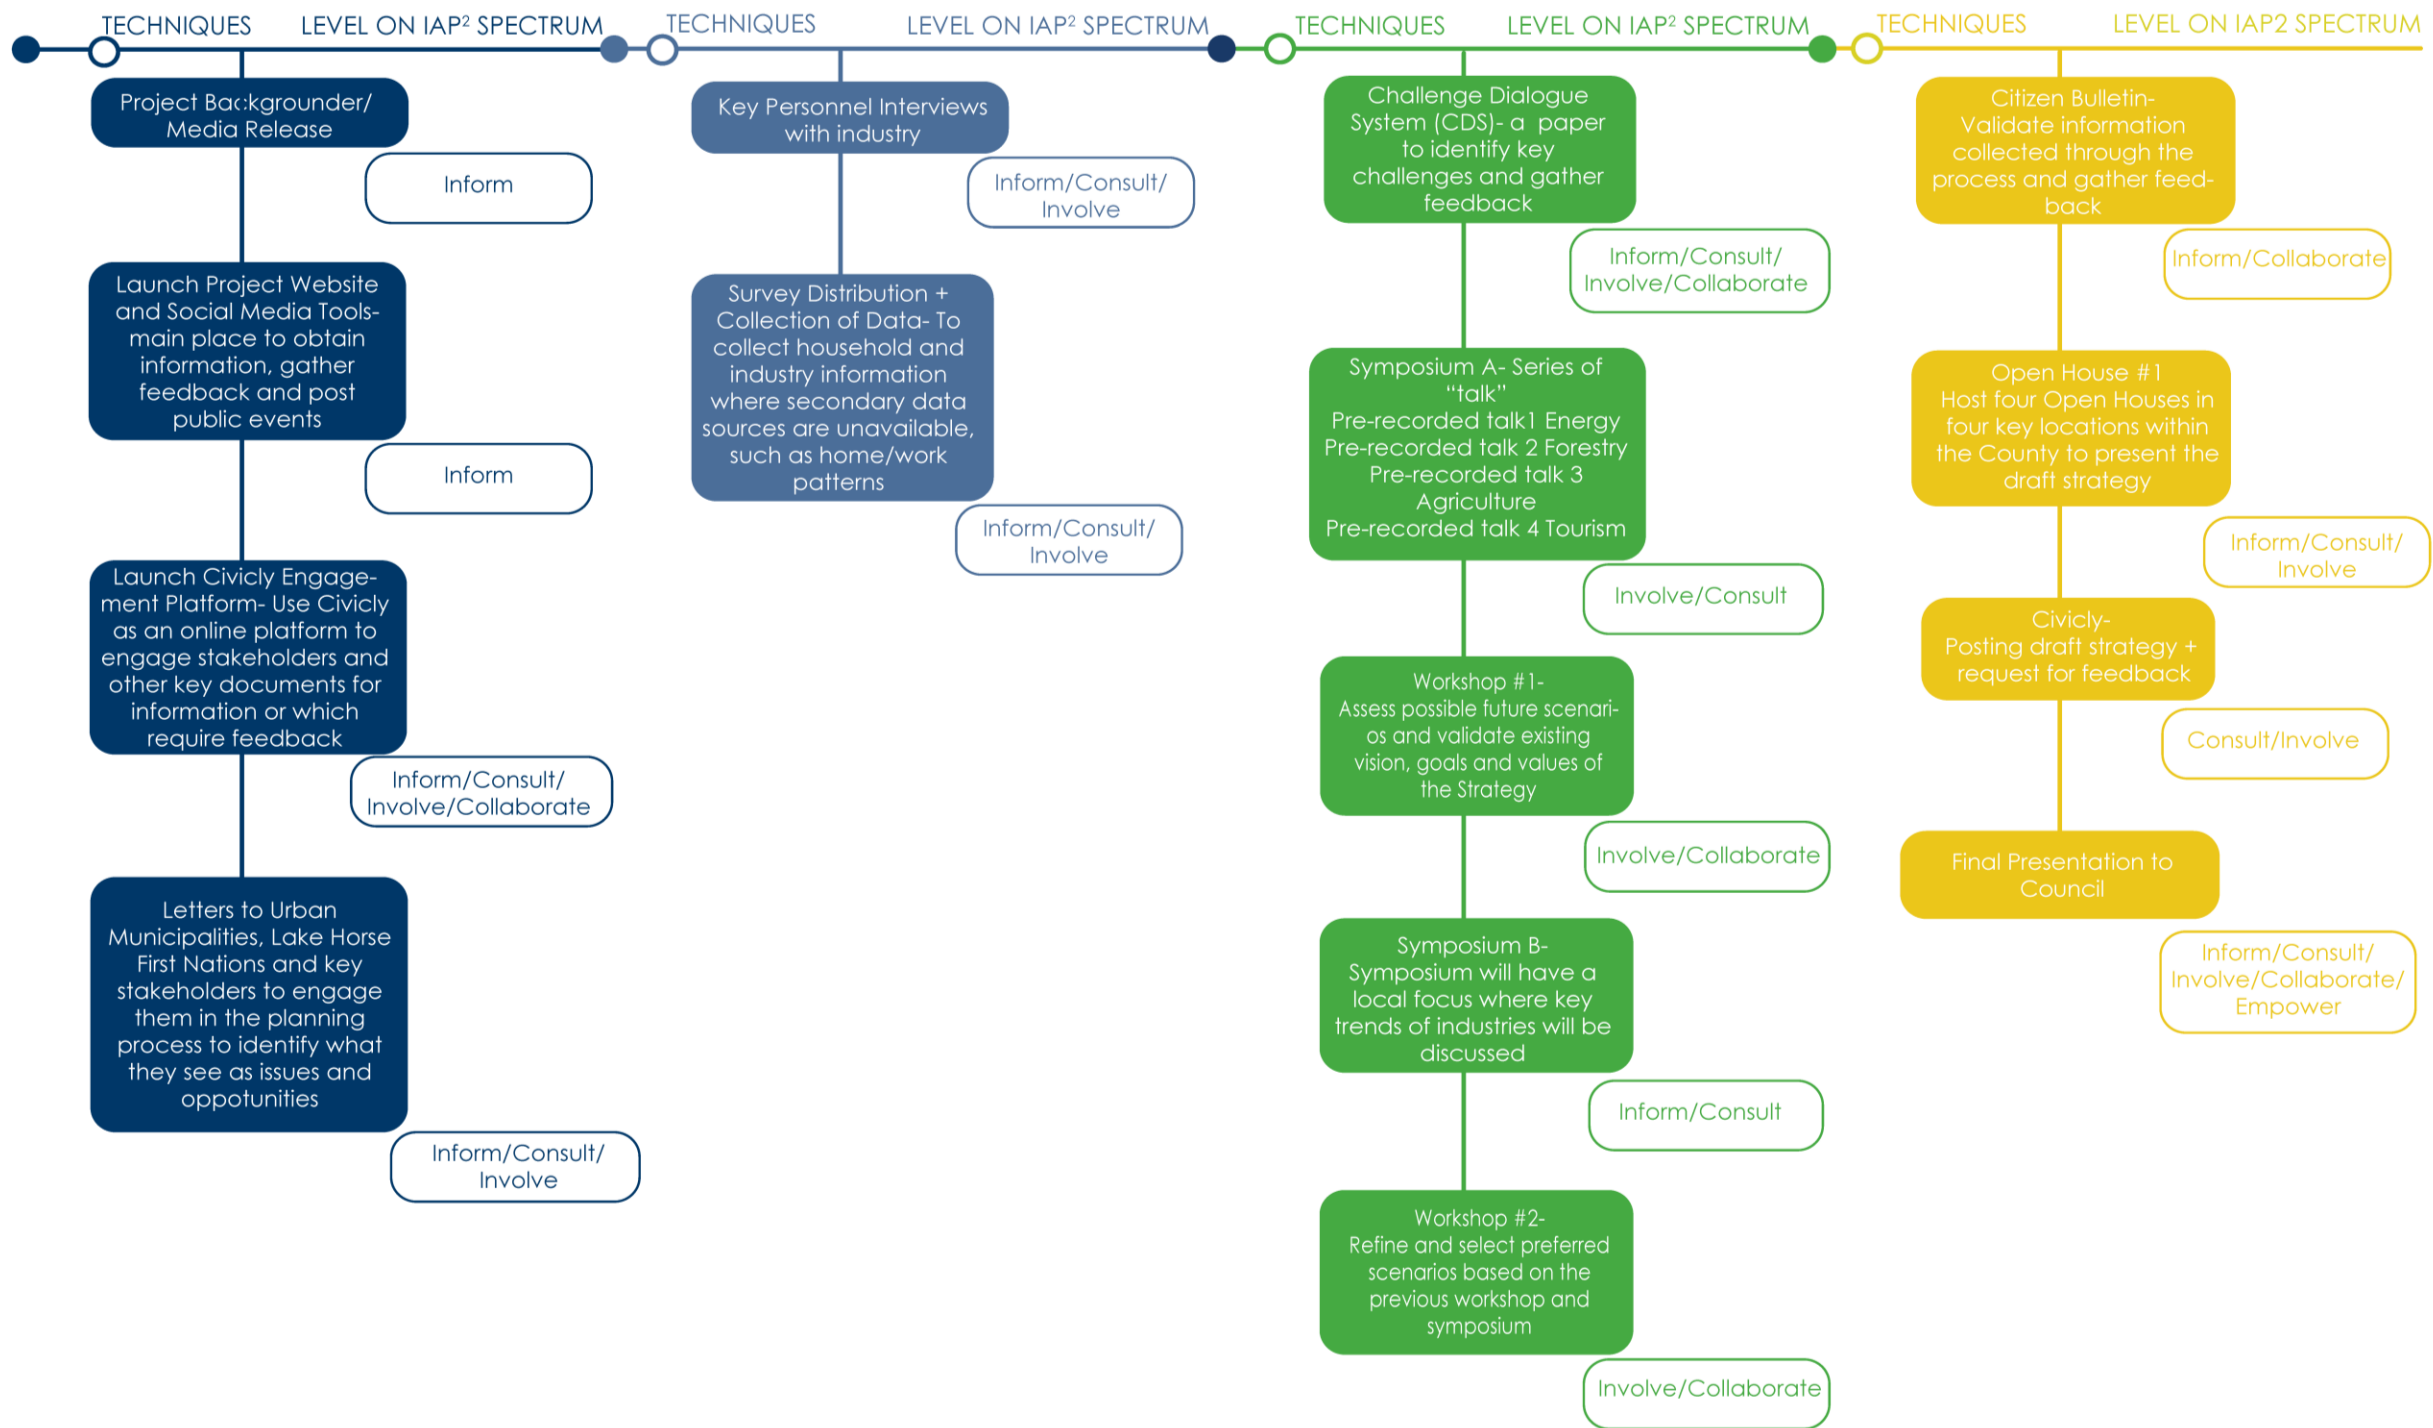 TECHNIQUES LEVEL ON IAP² SPECTRUM
Project Backgrounder/
Media Release
Inform
Launch Project Website
and Social Media Tools-
main place to obtain
information, gather
feedback and post
public events
Inform
Launch Civicly Engage-
ment Platform- Use Civicly
as an online platform to
engage stakeholders and
other key documents for
information or which
require feedback
Inform/Consult/
Involve/Collaborate
Letters to Urban
Municipalities, Lake Horse
First Nations and key
stakeholders to engage
them in the planning
process to identify what
they see as issues and
oppotunities
Inform/Consult/
Involve
TECHNIQUES LEVEL ON IAP² SPECTRUM
Key Personnel Interviews
with industry
Inform/Consult/
Involve
Survey Distribution +
Collection of Data- To
collect household and
industry information
where secondary data
sources are unavailable,
such as home/work
patterns
Inform/Consult/
Involve
TECHNIQUES LEVEL ON IAP² SPECTRUM
Challenge Dialogue
System (CDS)- a paper
to identify key
challenges and gather
feedback
Inform/Consult/
Involve/Collaborate
Symposium A- Series of
“talk”
Pre-recorded talk1 Energy
Pre-recorded talk 2 Forestry
Pre-recorded talk 3
Agriculture
Pre-recorded talk 4 Tourism
Involve/Consult
Workshop #1-
Assess possible future scenari-
os and validate existing
vision, goals and values of
the Strategy
Involve/Collaborate
Symposium B-
Symposium will have a
local focus where key
trends of industries will be
discussed
Inform/Consult
Workshop #2-
Refine and select preferred
scenarios based on the
previous workshop and
symposium
Involve/Collaborate
TECHNIQUES LEVEL ON IAP2 SPECTRUM
Citizen Bulletin-
Validate information
collected through the
process and gather feed-
back
Inform/Collaborate
Open House #1
Host four Open Houses in
four key locations within
the County to present the
draft strategy
Inform/Consult/
Involve
Civicly-
Posting draft strategy +
request for feedback
Consult/Involve
Final Presentation to
Council
Inform/Consult/
Involve/Collaborate/
Empower